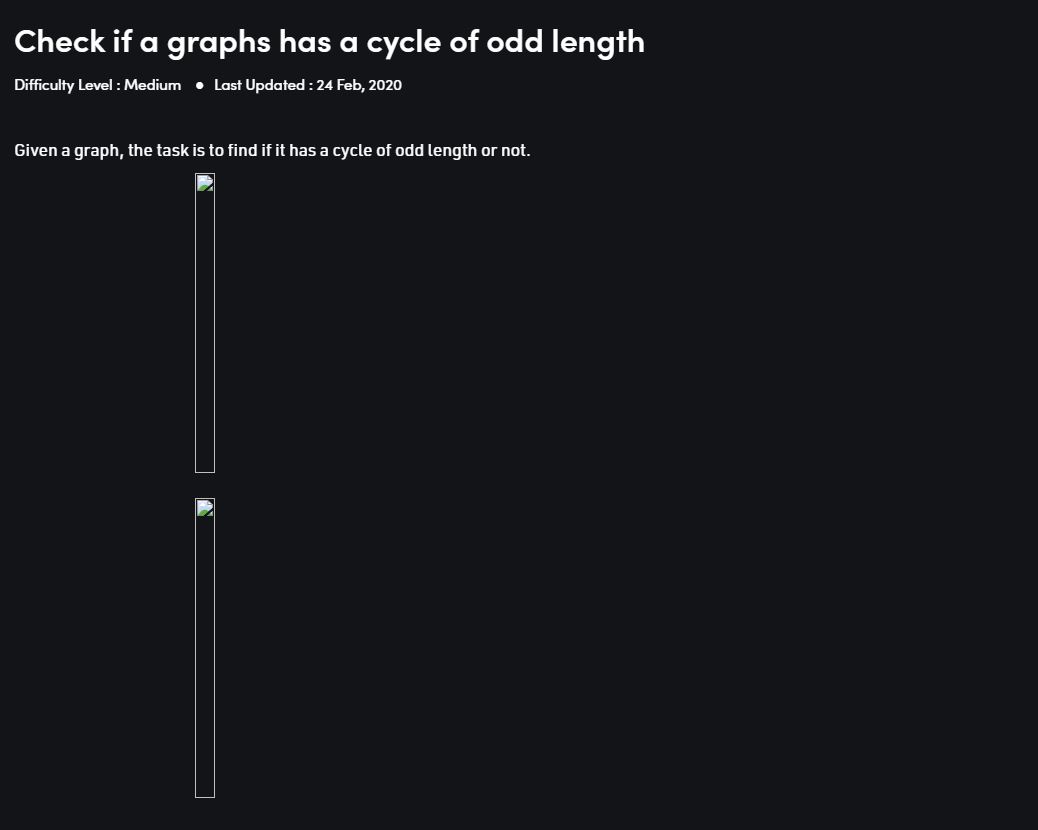 Check if a graphs has a cycle of odd length
Difficulty Level : Medium ● Last Updated : 24 Feb, 2020
Given a graph, the task is to find if it has a cycle of odd length or not.